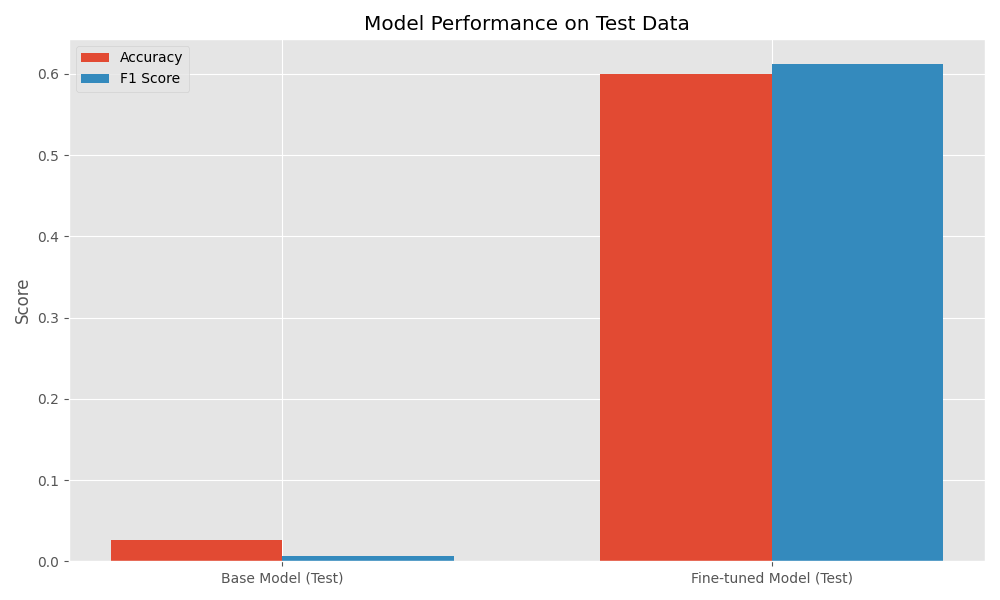 Model Performance on Test Data
Accuracy
F1 Score
Score
0.6
0.5
0.4
0.3
0.2
0.1
0.0
Base Model (Test)
Fine-tuned Model (Test)